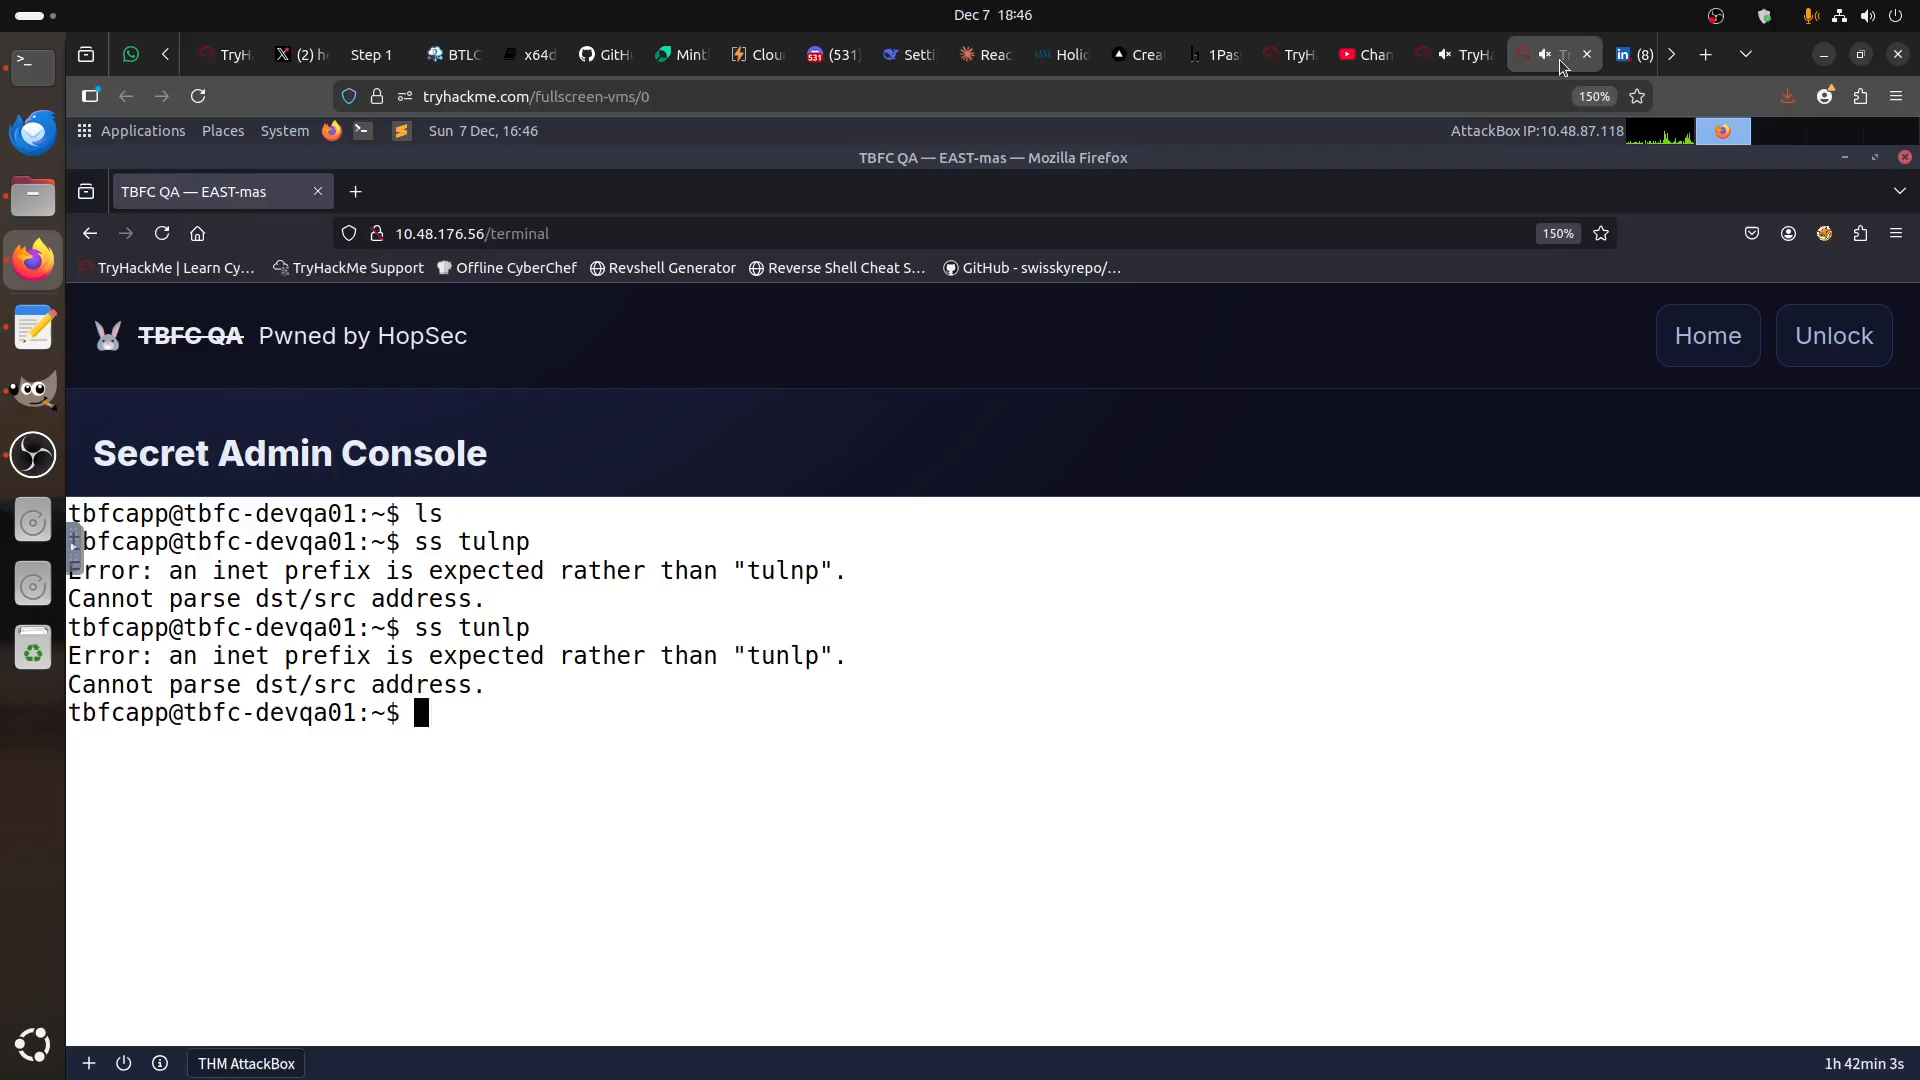 Dec 7 18:46
TryH
(2) h
Step 1
BTLC
x64d
GitHu
Mint
Clou
(531)
Setti
Reac
Holid
Crea
1Pas
TryH
Chan
TryHa
(8)
tryhackme.com/fullscreen-vms/0
150%
Applications Places System Sun 7 Dec, 16:46 AttackBox IP:10.48.87.118
TBFC QA — EAST-mas — Mozilla Firefox
TBFC QA — EAST-mas
10.48.176.56/terminal
150%
TryHackMe | Learn Cy… TryHackMe Support Offline CyberChef Revshell Generator Reverse Shell Cheat S… GitHub - swisskyrepo/…
TBFC QA Pwned by HopSec Home Unlock
Secret Admin Console
tbfcapp@tbfc-devqa01:~$ ls
tbfcapp@tbfc-devqa01:~$ ss tulnp
Error: an inet prefix is expected rather than "tulnp".
Cannot parse dst/src address.
tbfcapp@tbfc-devqa01:~$ ss tunlp
Error: an inet prefix is expected rather than "tunlp".
Cannot parse dst/src address.
tbfcapp@tbfc-devqa01:~$
THM AttackBox
1h 42min 3s